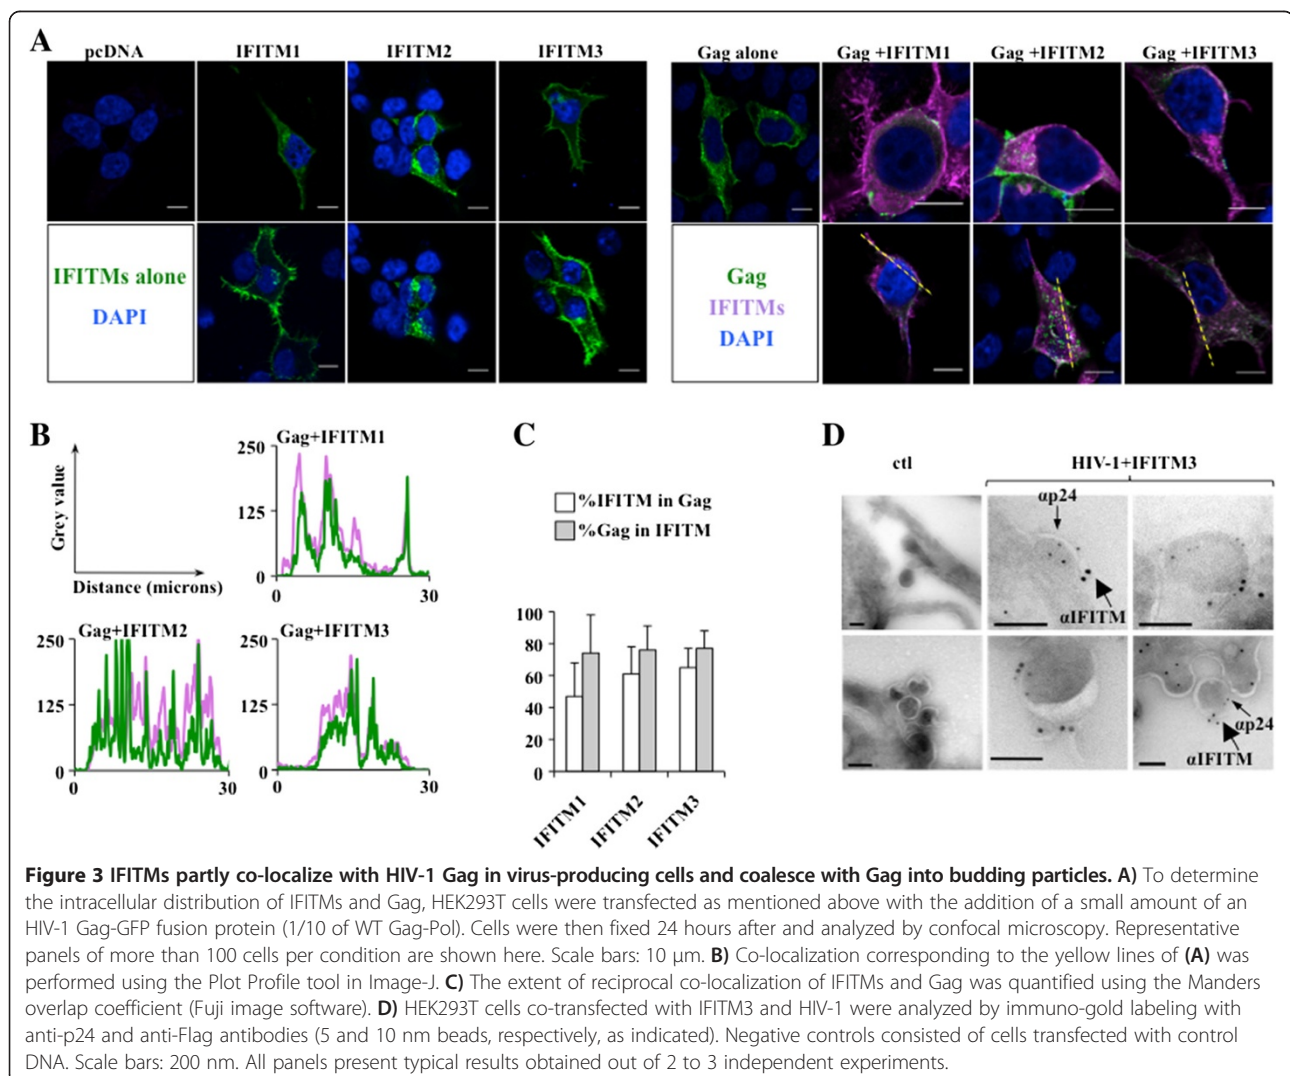 A
pcDNA
IFITM1
IFITM2
IFITM3
Gag alone
Gag +IFITM1
Gag +IFITM2
Gag +IFITM3
IFITMs alone
DAPI
Gag
IFITMs
DAPI
B
Grey value
Distance (microns)
Gag+IFITM1
250
125
0
0
30
Gag+IFITM2
250
125
0
0
30
Gag+IFITM3
250
125
0
0
30
C
%IFITM in Gag
%Gag in IFITM
100
80
60
40
20
0
IFITM1
IFITM2
IFITM3
D
ctl
HIV-1+IFITM3
αp24
αIFITM
αp24
αIFITM
Figure 3 IFITMs partly co-localize with HIV-1 Gag in virus-producing cells and coalesce with Gag into budding particles. A) To determine
the intracellular distribution of IFITMs and Gag, HEK293T cells were transfected as mentioned above with the addition of a small amount of an
HIV-1 Gag-GFP fusion protein (1/10 of WT Gag-Pol). Cells were then fixed 24 hours after and analyzed by confocal microscopy. Representative
panels of more than 100 cells per condition are shown here. Scale bars: 10 μm. B) Co-localization corresponding to the yellow lines of (A) was
performed using the Plot Profile tool in Image-J. C) The extent of reciprocal co-localization of IFITMs and Gag was quantified using the Manders
overlap coefficient (Fuji image software). D) HEK293T cells co-transfected with IFITM3 and HIV-1 were analyzed by immuno-gold labeling with
anti-p24 and anti-Flag antibodies (5 and 10 nm beads, respectively, as indicated). Negative controls consisted of cells transfected with control
DNA. Scale bars: 200 nm. All panels present typical results obtained out of 2 to 3 independent experiments.